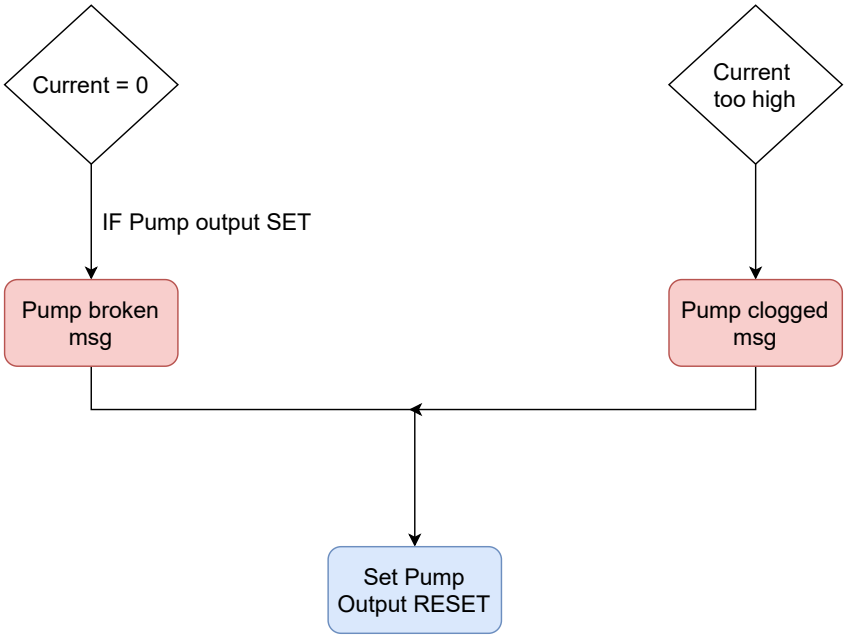 Current = 0
Current
too high
IF Pump output SET
Pump broken
msg
Pump clogged
msg
Set Pump
Output RESET